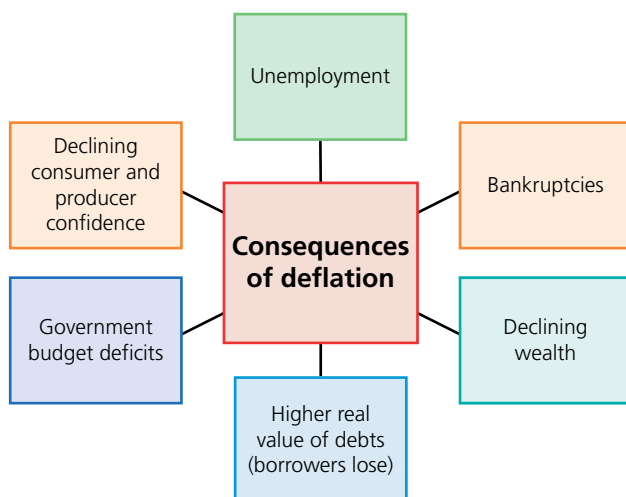 Unemployment
Declining
consumer and
producer
confidence
Bankruptcies
Consequences
of deflation
Government
budget deficits
Declining
wealth
Higher real
value of debts
(borrowers lose)